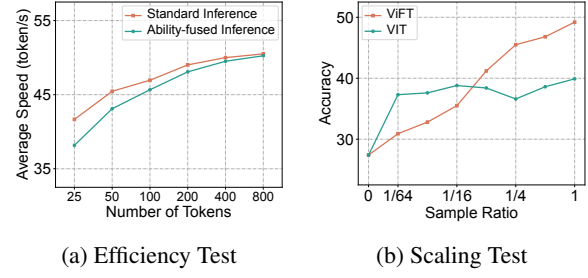 Standard Inference
Ability-fused Inference
Average Speed (token/s)
55
45
35
25 50 100 200 400 800
Number of Tokens
(a) Efficiency Test
ViFT
VIT
Accuracy
50
40
30
0 1/64 1/16 1/4 1
Sample Ratio
(b) Scaling Test